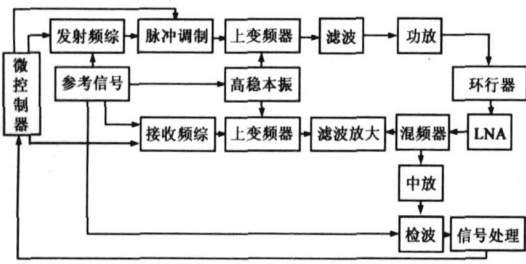 发射频综
脉冲调制
上变频器
滤波
功放
微控制器
参考信号
高稳本振
环行器
接收频综
上变频器
滤波放大
混频器
LNA
中放
检波
信号处理